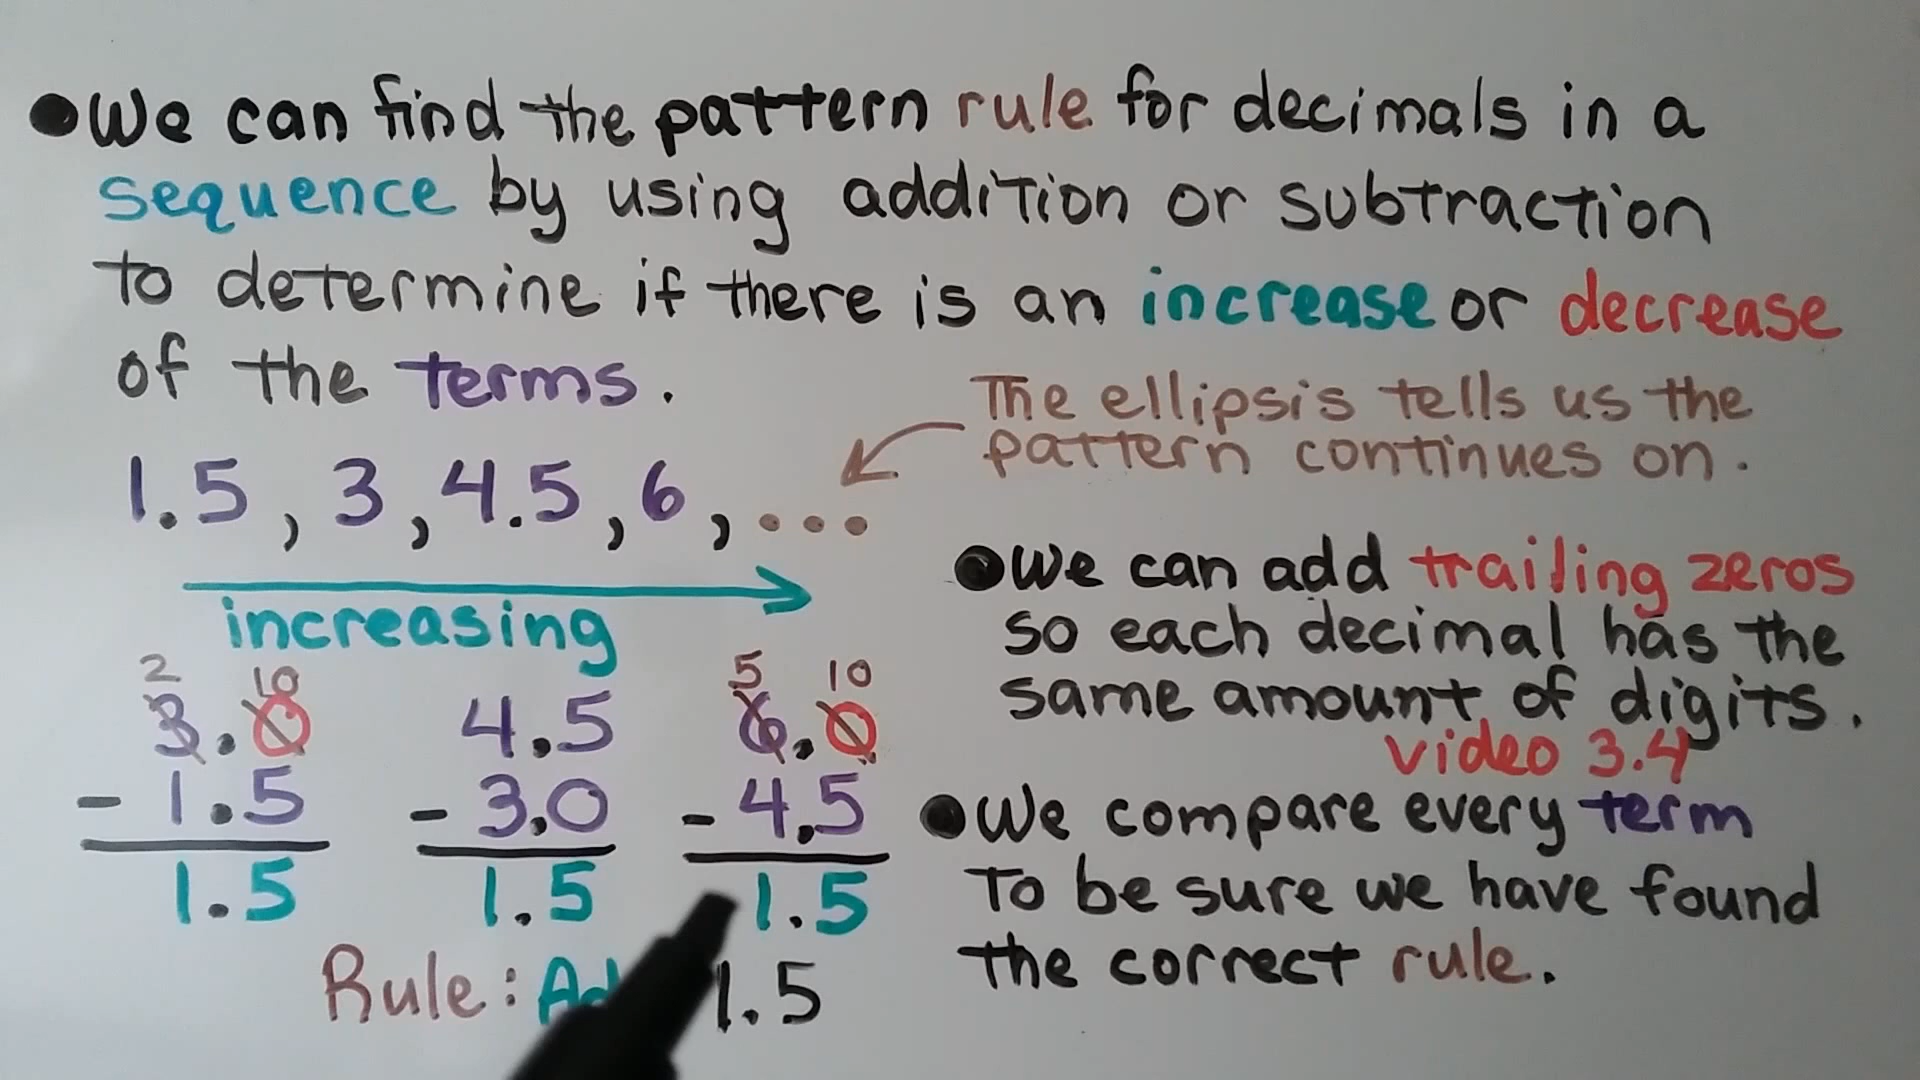 ●We can find the pattern rule for decimals in a
sequence by using addition or subtraction
to determine if there is an increase or decrease
of the terms.
The ellipsis tells us the
pattern continues on.
1.5, 3, 4.5, 6, ...
increasing
2 10 5 10
3.0 4.5 6.0
- 1.5 - 3.0 - 4.5
1.5 1.5 1.5
Rule: 1.5
●We can add trailing zeros
so each decimal has the
same amount of digits.
video 3.4
●We compare every term
to be sure we have found
the correct rule.